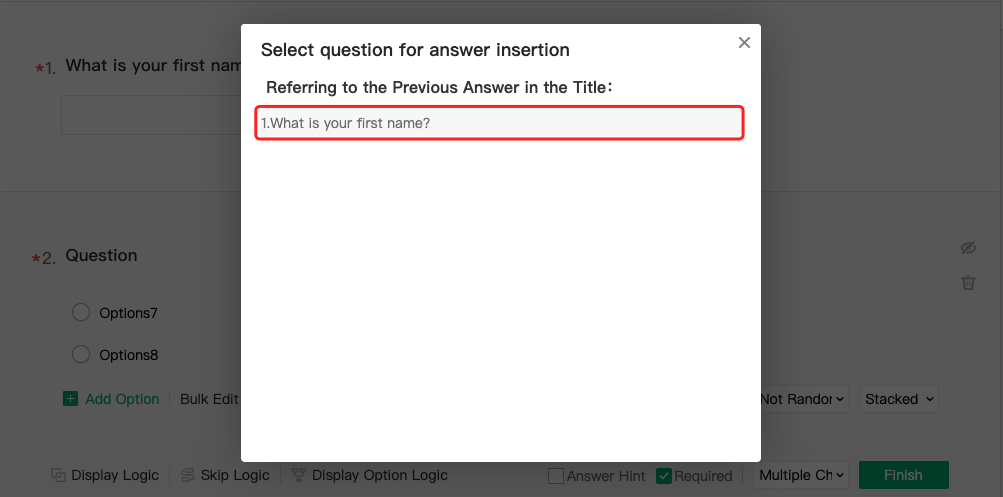 Select question for answer insertion
Referring to the Previous Answer in the Title:
1.What is your first name?
*1. What is your first nam
*2. Question
Options7
Options8
Add Option Bulk Edit Not Randor Stacked
Display Logic Skip Logic Display Option Logic Answer Hint Required Multiple Ch Finish